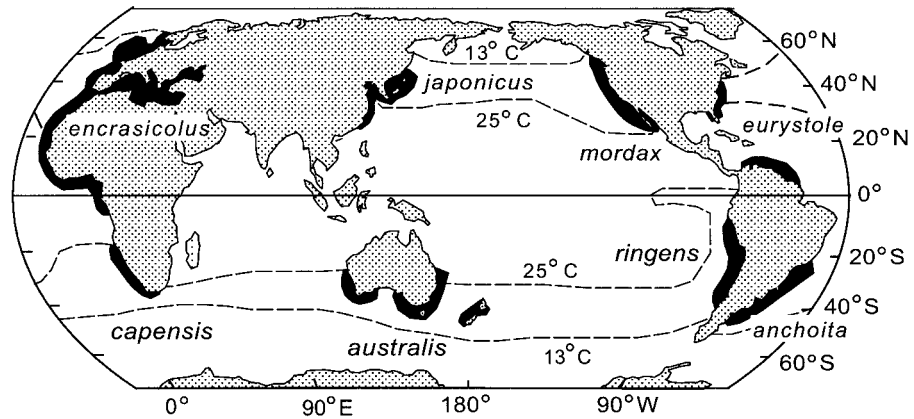 60°N
13°C
japonicus
40°N
encrasicolus
25°C
eurystole
20°N
mordax
0°
ringens
20°S
25°C
40°S
capensis
anchoita
australis
13°C
60°S
0°
90°E
180°
90°W